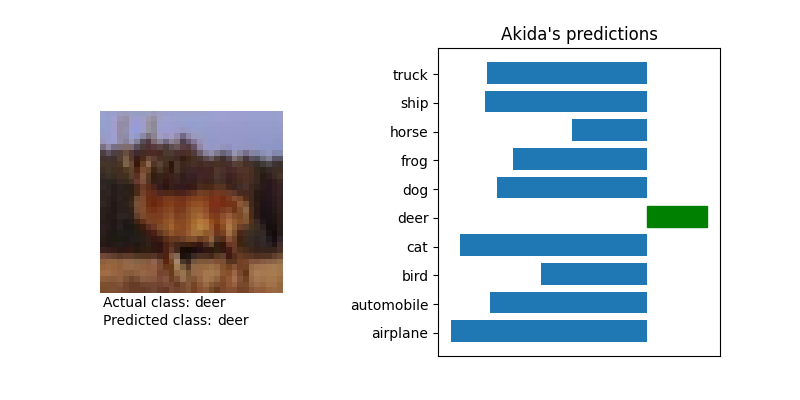 Akida's predictions
truck
ship
horse
frog
dog
deer
cat
bird
automobile
airplane
Actual class: deer
Predicted class: deer